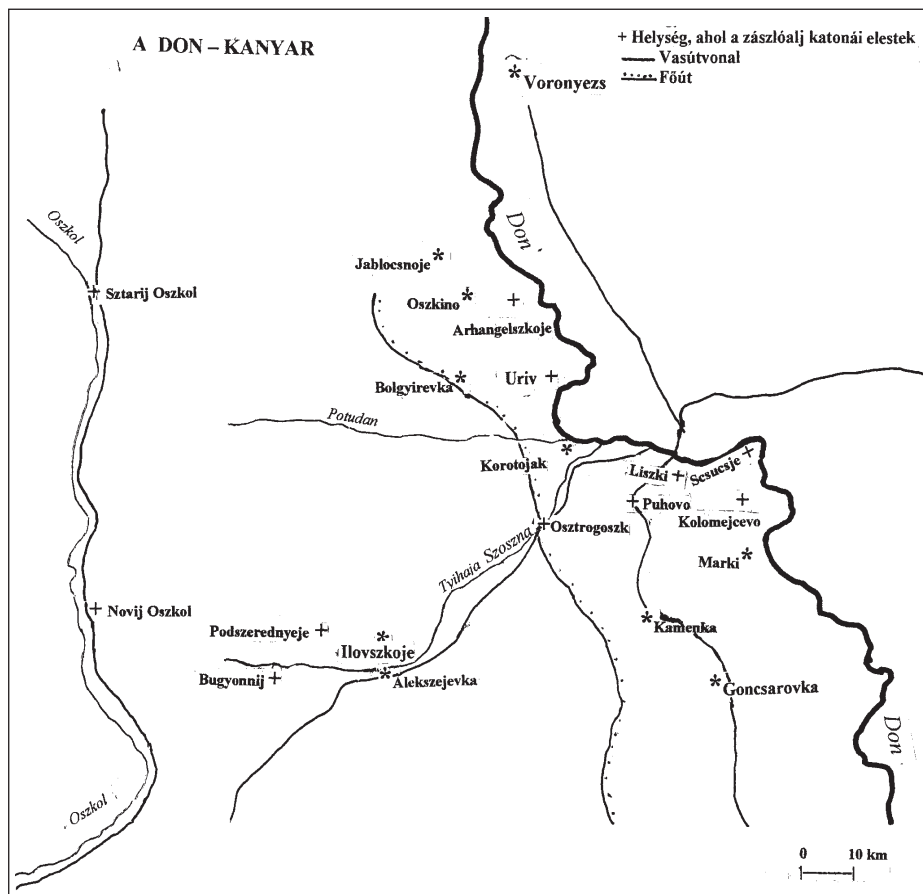 A DON – KANYAR
+ Helység, ahol a zászlóalj katonái elestek
Vasútvonal
Főút
* Voronyezs
Don
Oszkol
Jablocsnoje *
+ Sztarij Oszkol
Oszkino *
+
Arhangelszkoje
Bolgyirevka *
Uriv +
Potudan
Korotojak *
Liszki +
Scsucsje +
+ Puhovo
+
Kolomejcevo
+ Osztrogoszk
Tyihaja Szoszna
Marki *
+ Novij Oszkol
Podszerednyeje +
*
Ilovszkoje
* Kamenka
Bugyonnij +
* Alekszejevka
* Goncsarovka
Don
Oszkol
0 10 km